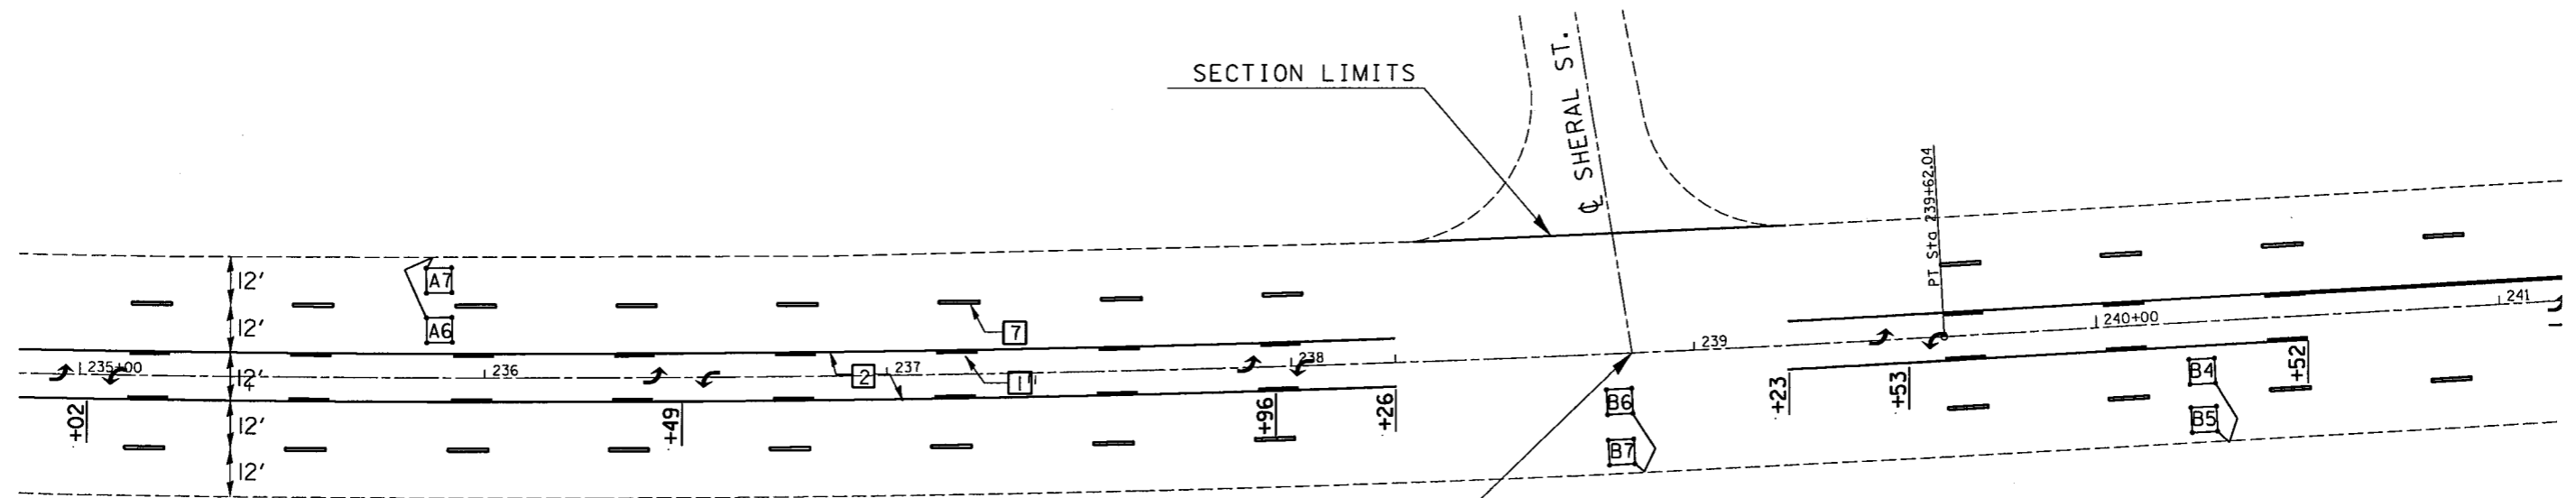 SECTION LIMITS
℄ SHERAL ST.
PT Sta 239+62.04
12'
A7
12'
A6
7
235+00
236
12'
2
237
1
238
239
240+00
241
+02
12'
+49
+96
+26
B6
+23
+53
B4
+52
12'
B7
B5